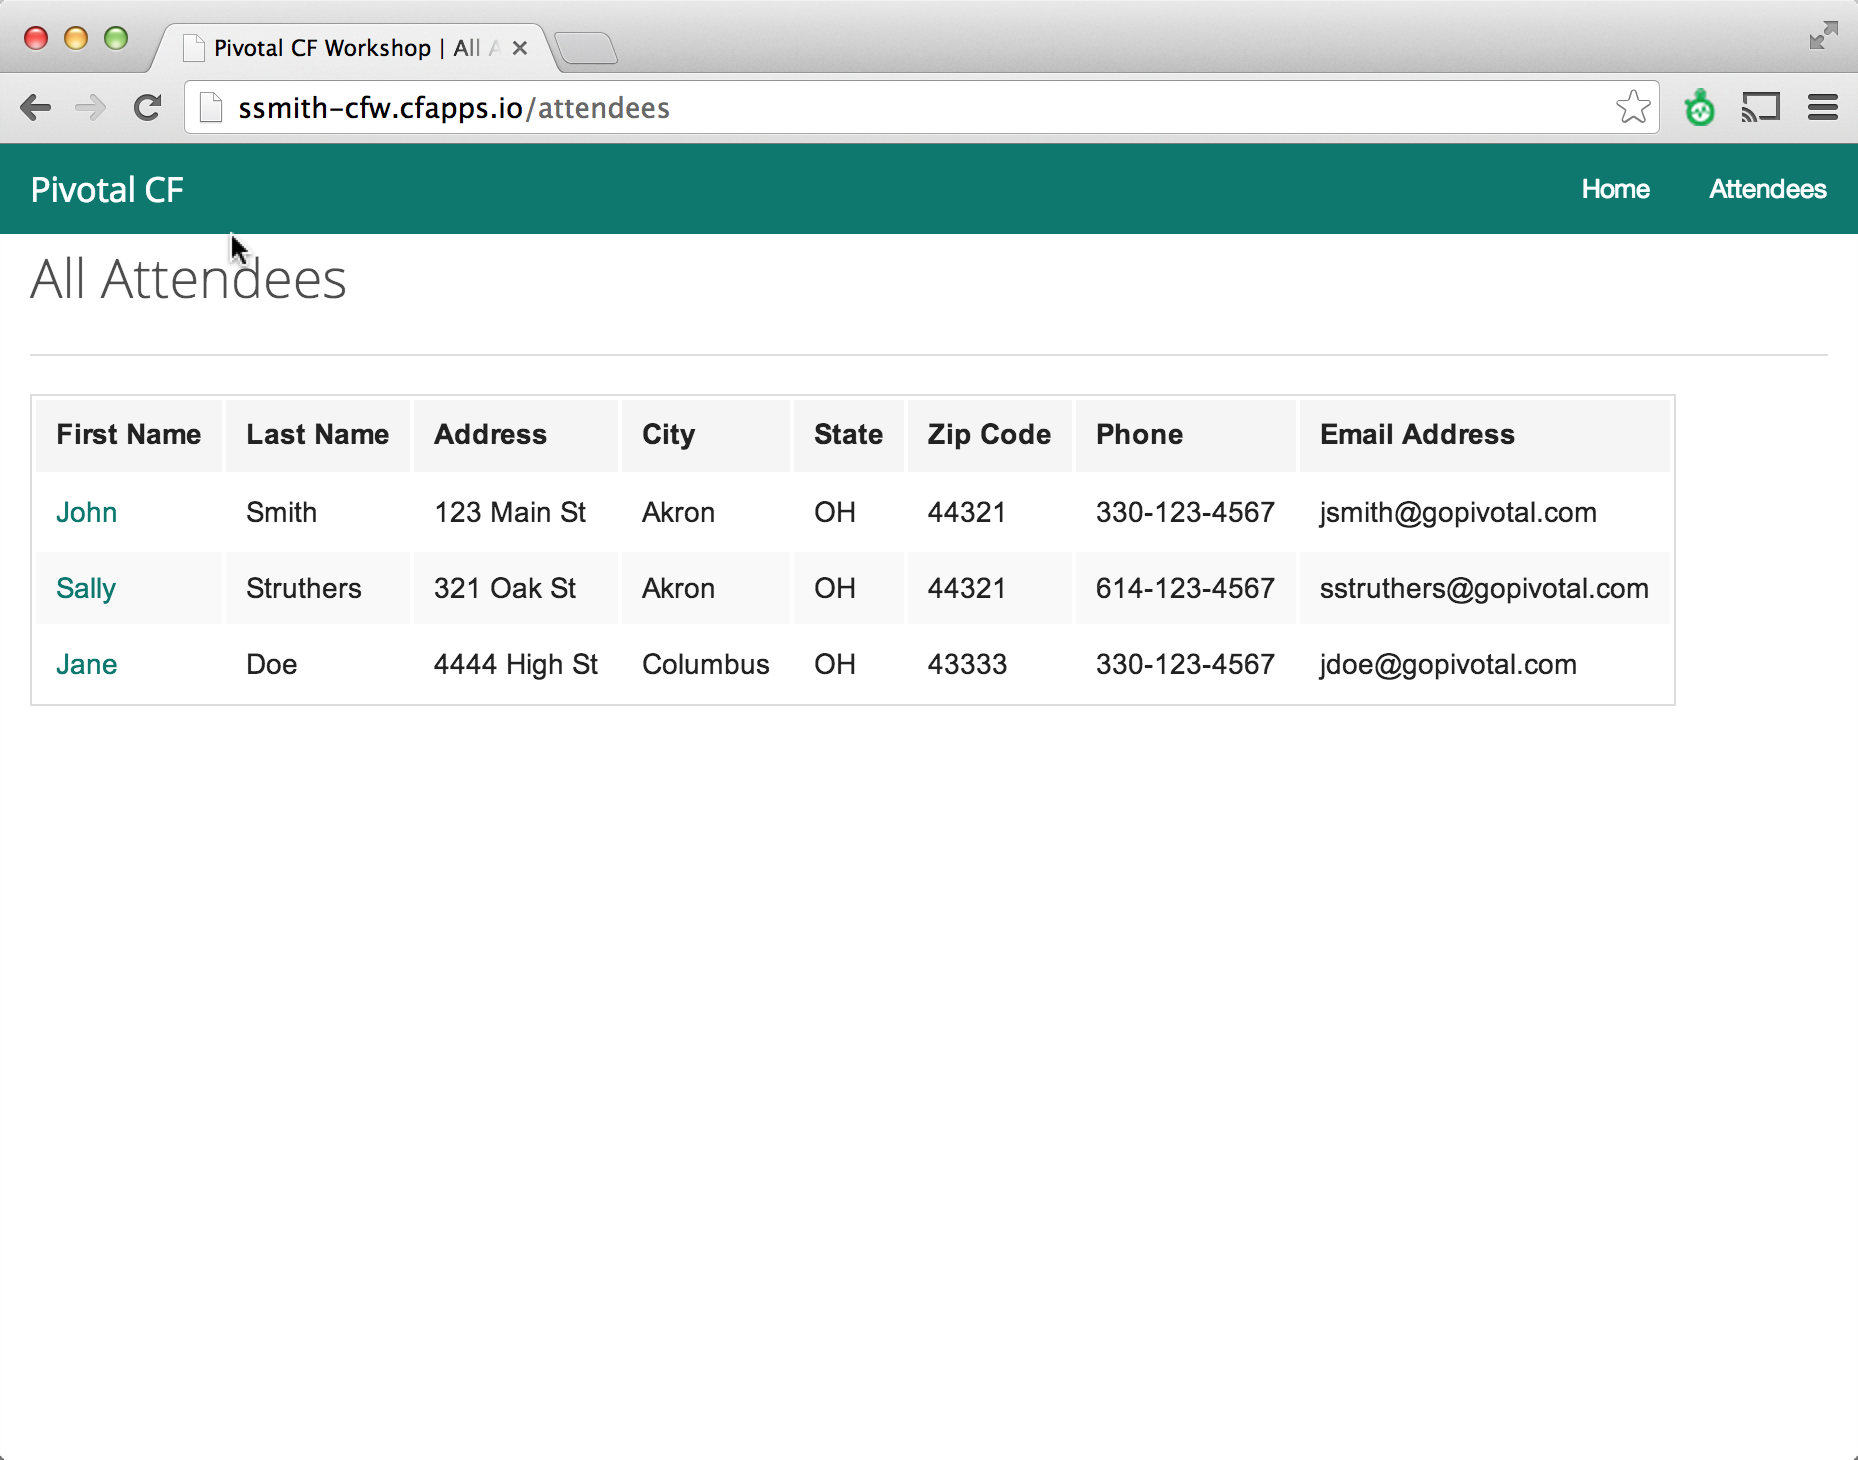 Pivotal CF Workshop | All
ssmith-cfw.cfapps.io/attendees
Pivotal CF Home Attendees
All Attendees
First Name Last Name Address City State Zip Code Phone Email Address
John Smith 123 Main St Akron OH 44321 330-123-4567 jsmith@gopivotal.com
Sally Struthers 321 Oak St Akron OH 44321 614-123-4567 sstruthers@gopivotal.com
Jane Doe 4444 High St Columbus OH 43333 330-123-4567 jdoe@gopivotal.com